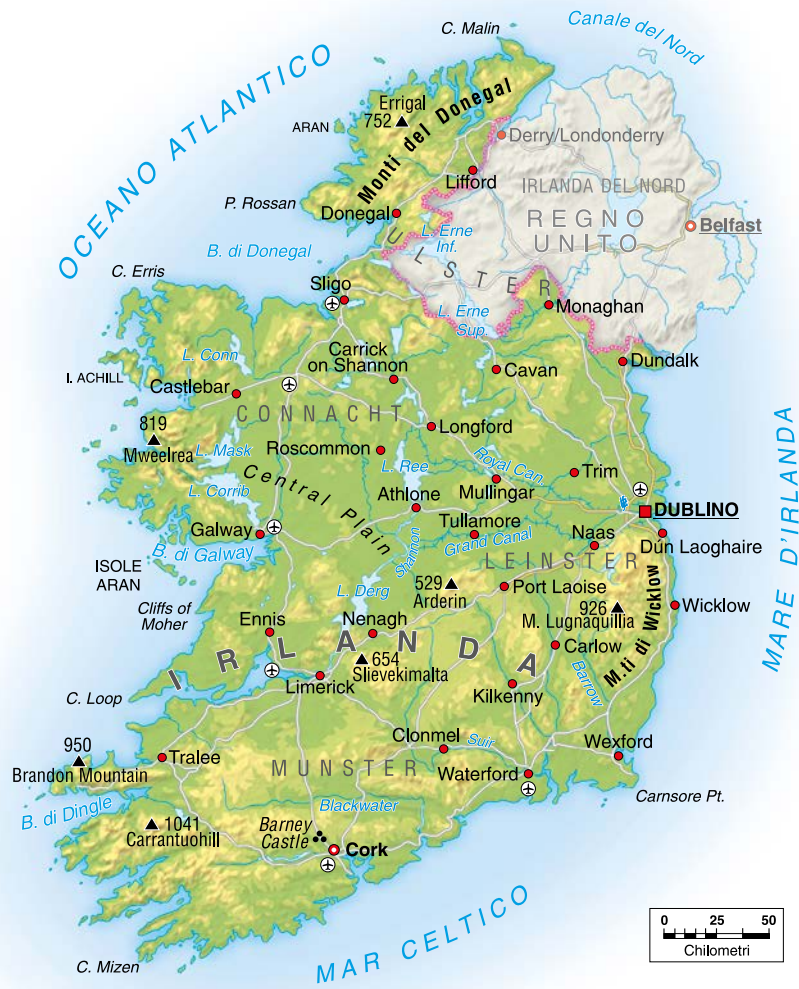 C. Malin
Canale del Nord
OCEANO ATLANTICO
Errigal
752
ARAN
Monti del Donegal
Derry/Londonderry
Lifford
IRLANDA DEL NORD
P. Rossan
Donegal
REGNO
UNITO
Belfast
L. Erne
Inf.
ULSTER
B. di Donegal
C. Erris
Sligo
L. Erne
Sup.
Monaghan
L. Conn
Carrick
on Shannon
Cavan
Dundalk
I. ACHILL
Castlebar
CONNACHT
819
Mweelrea
Longford
L. Mask
Roscommon
L. Ree
Royal Can.
Trim
Central Plain
L. Corrib
Athlone
Mullingar
DUBLINO
MARE D'IRLANDA
Galway
Tullamore
Grand Canal
Naas
Dun Laoghaire
B. di Galway
Shannon
LEINSTER
ISOLE
ARAN
529
Arderin
Port Laoise
L. Derg
Cliffs of
Moher
926
M. Lugnaquillia
Wicklow
M.ti di Wicklow
Ennis
Nenagh
IRLANDA
Carlow
654
Slievekimalta
Barrow
C. Loop
Limerick
Kilkenny
Clonmel
Suir
Wexford
950
Brandon Mountain
Tralee
MUNSTER
Waterford
B. di Dingle
Blackwater
Carnsore Pt.
1041
Carrantuohill
Barney
Castle
Cork
MAR CELTICO
C. Mizen
0 25 50
Chilometri